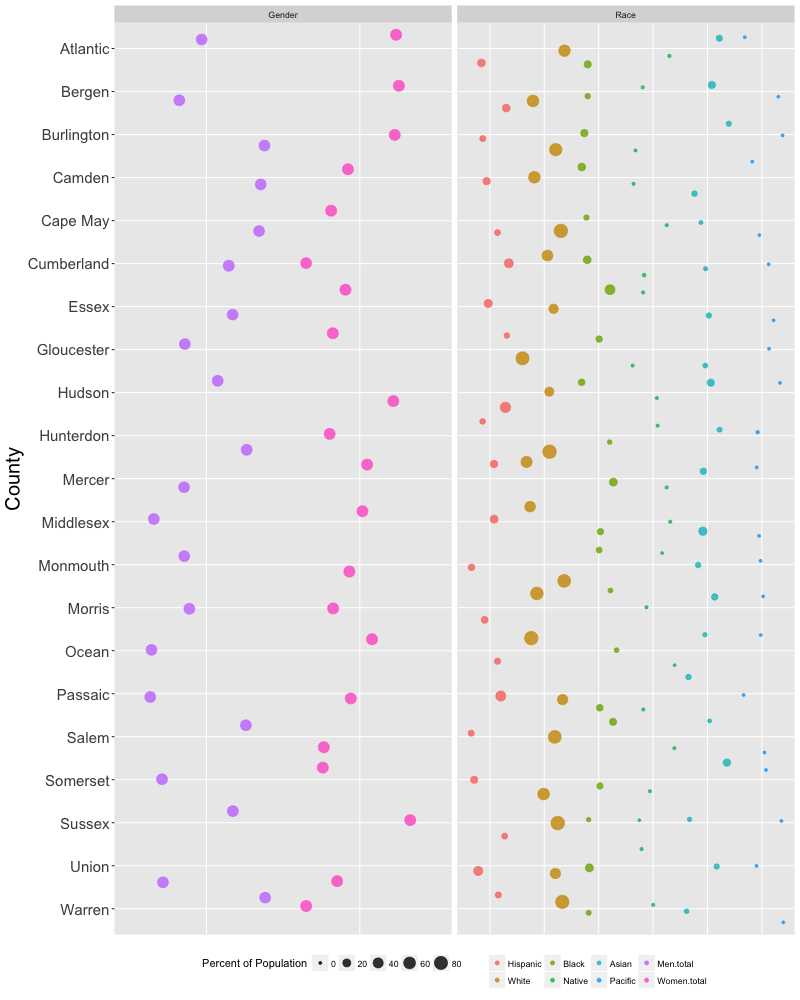 Gender Race
Atlantic
Bergen
Burlington
Camden
Cape May
Cumberland
Essex
Gloucester
Hudson
Hunterdon
Mercer
Middlesex
Monmouth
Morris
Ocean
Passaic
Salem
Somerset
Sussex
Union
Warren
County
Percent of Population 0 20 40 60 80
Hispanic Black Asian Men.total
White Native Pacific Women.total